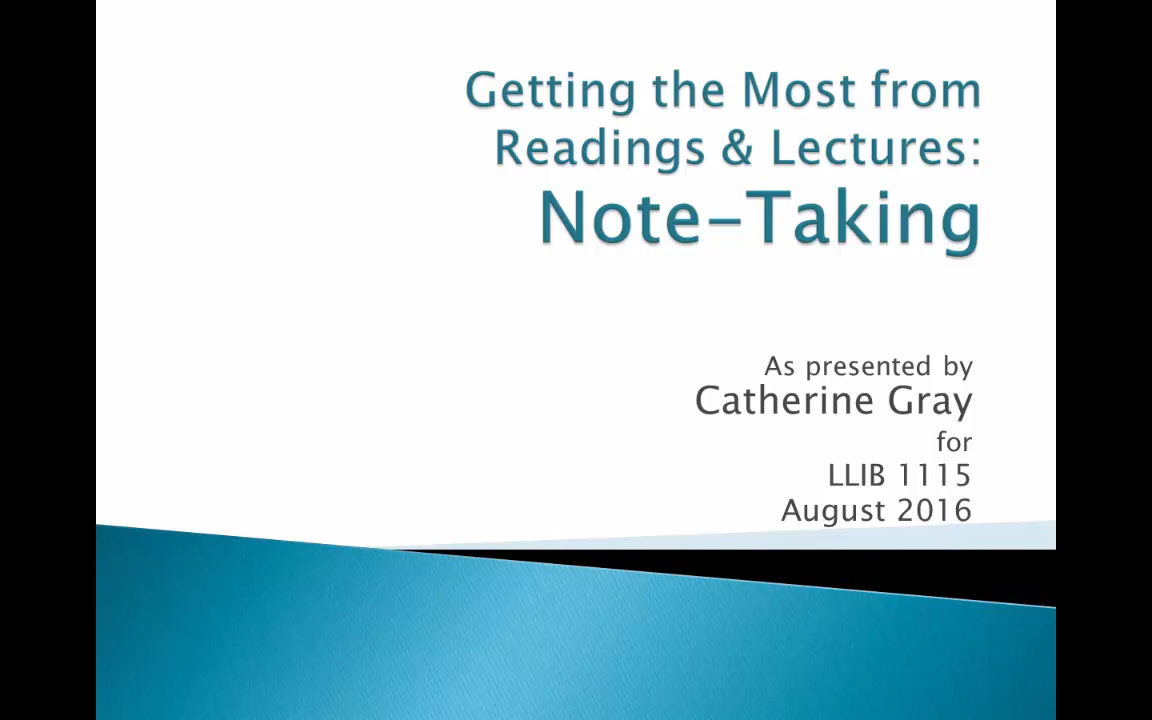 Getting the Most from
Readings & Lectures:
Note-Taking
As presented by
Catherine Gray
for
LLIB 1115
August 2016